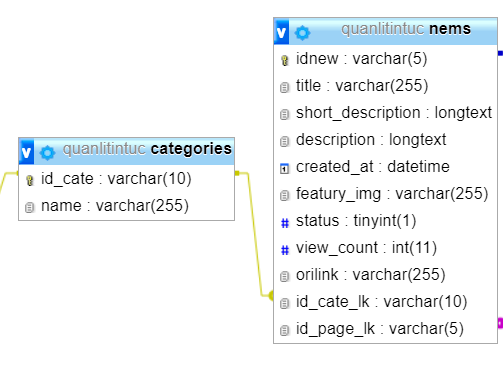 quanlitintuc categories
id_cate : varchar(10)
name : varchar(255)
quanlitintuc nems
idnew : varchar(5)
title : varchar(255)
short_description : longtext
description : longtext
created_at : datetime
featury_img : varchar(255)
# status : tinyint(1)
# view_count : int(11)
orilink : varchar(255)
id_cate_lk : varchar(10)
id_page_lk : varchar(5)